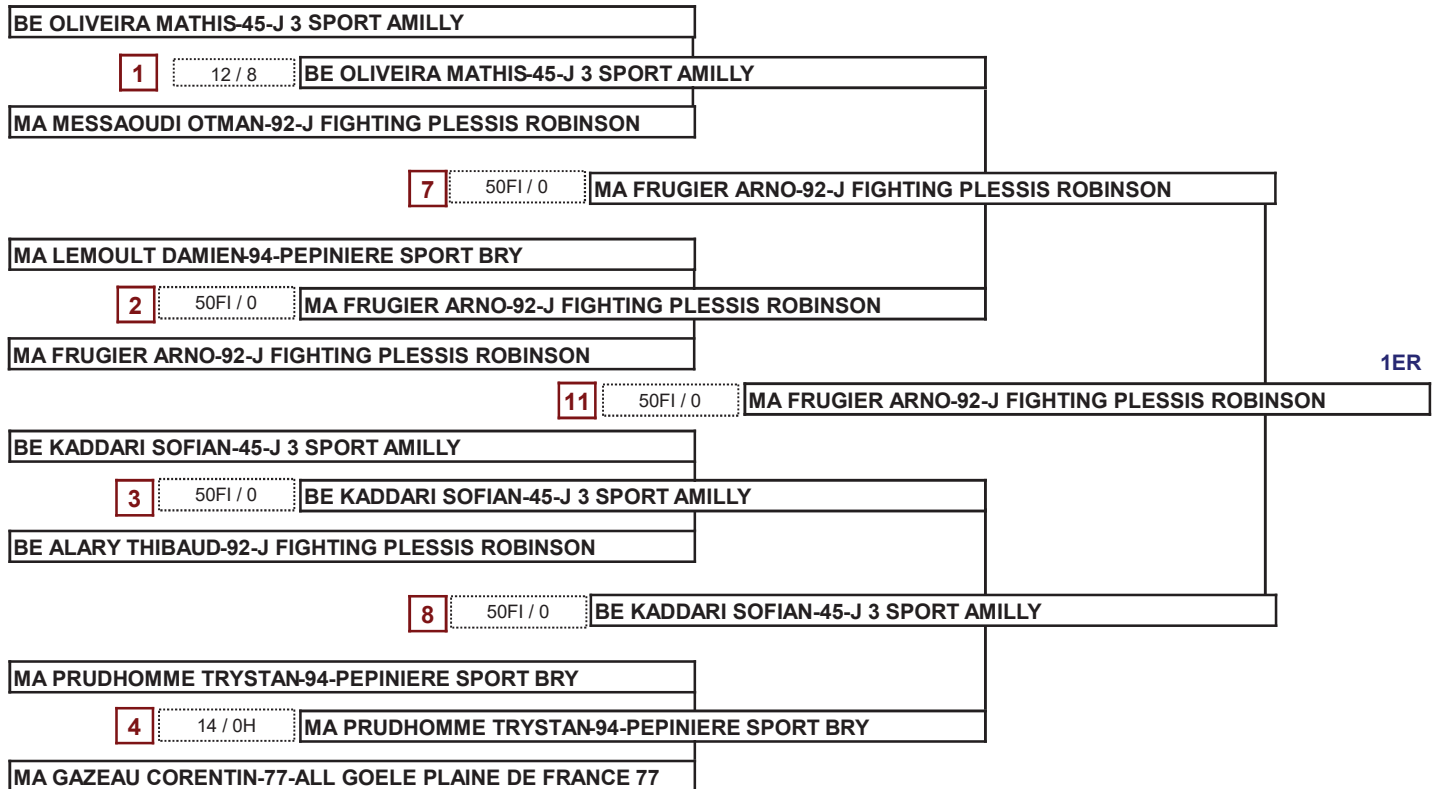 BE OLIVEIRA MATHIS-45-J 3 SPORT AMILLY
1 12 / 8 BE OLIVEIRA MATHIS-45-J 3 SPORT AMILLY
MA MESSAOUDI OTMAN-92-J FIGHTING PLESSIS ROBINSON
7 50FI / 0 MA FRUGIER ARNO-92-J FIGHTING PLESSIS ROBINSON
MA LEMOULT DAMIEN-94-PEPINIERE SPORT BRY
2 50FI / 0 MA FRUGIER ARNO-92-J FIGHTING PLESSIS ROBINSON
MA FRUGIER ARNO-92-J FIGHTING PLESSIS ROBINSON
1ER
11 50FI / 0 MA FRUGIER ARNO-92-J FIGHTING PLESSIS ROBINSON
BE KADDARI SOFIAN-45-J 3 SPORT AMILLY
3 50FI / 0 BE KADDARI SOFIAN-45-J 3 SPORT AMILLY
BE ALARY THIBAUD-92-J FIGHTING PLESSIS ROBINSON
8 50FI / 0 BE KADDARI SOFIAN-45-J 3 SPORT AMILLY
MA PRUDHOMME TRYSTAN-94-PEPINIERE SPORT BRY
4 14 / 0H MA PRUDHOMME TRYSTAN-94-PEPINIERE SPORT BRY
MA GAZEAU CORENTIN-77-ALL GOELE PLAINE DE FRANCE 77